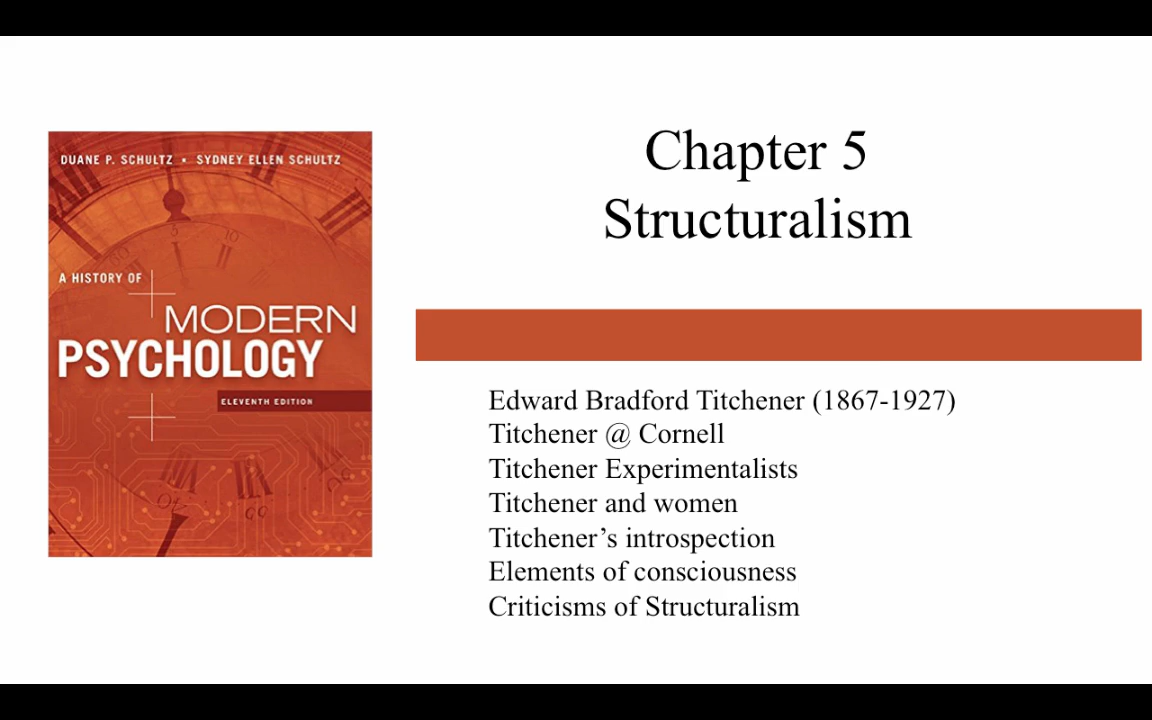 DUANE P. SCHULTZ • SYDNEY ELLEN SCHULTZ
A HISTORY OF
MODERN
PSYCHOLOGY
ELEVENTH EDITION
Chapter 5
Structuralism
Edward Bradford Titchener (1867-1927)
Titchener @ Cornell
Titchener Experimentalists
Titchener and women
Titchener’s introspection
Elements of consciousness
Criticisms of Structuralism